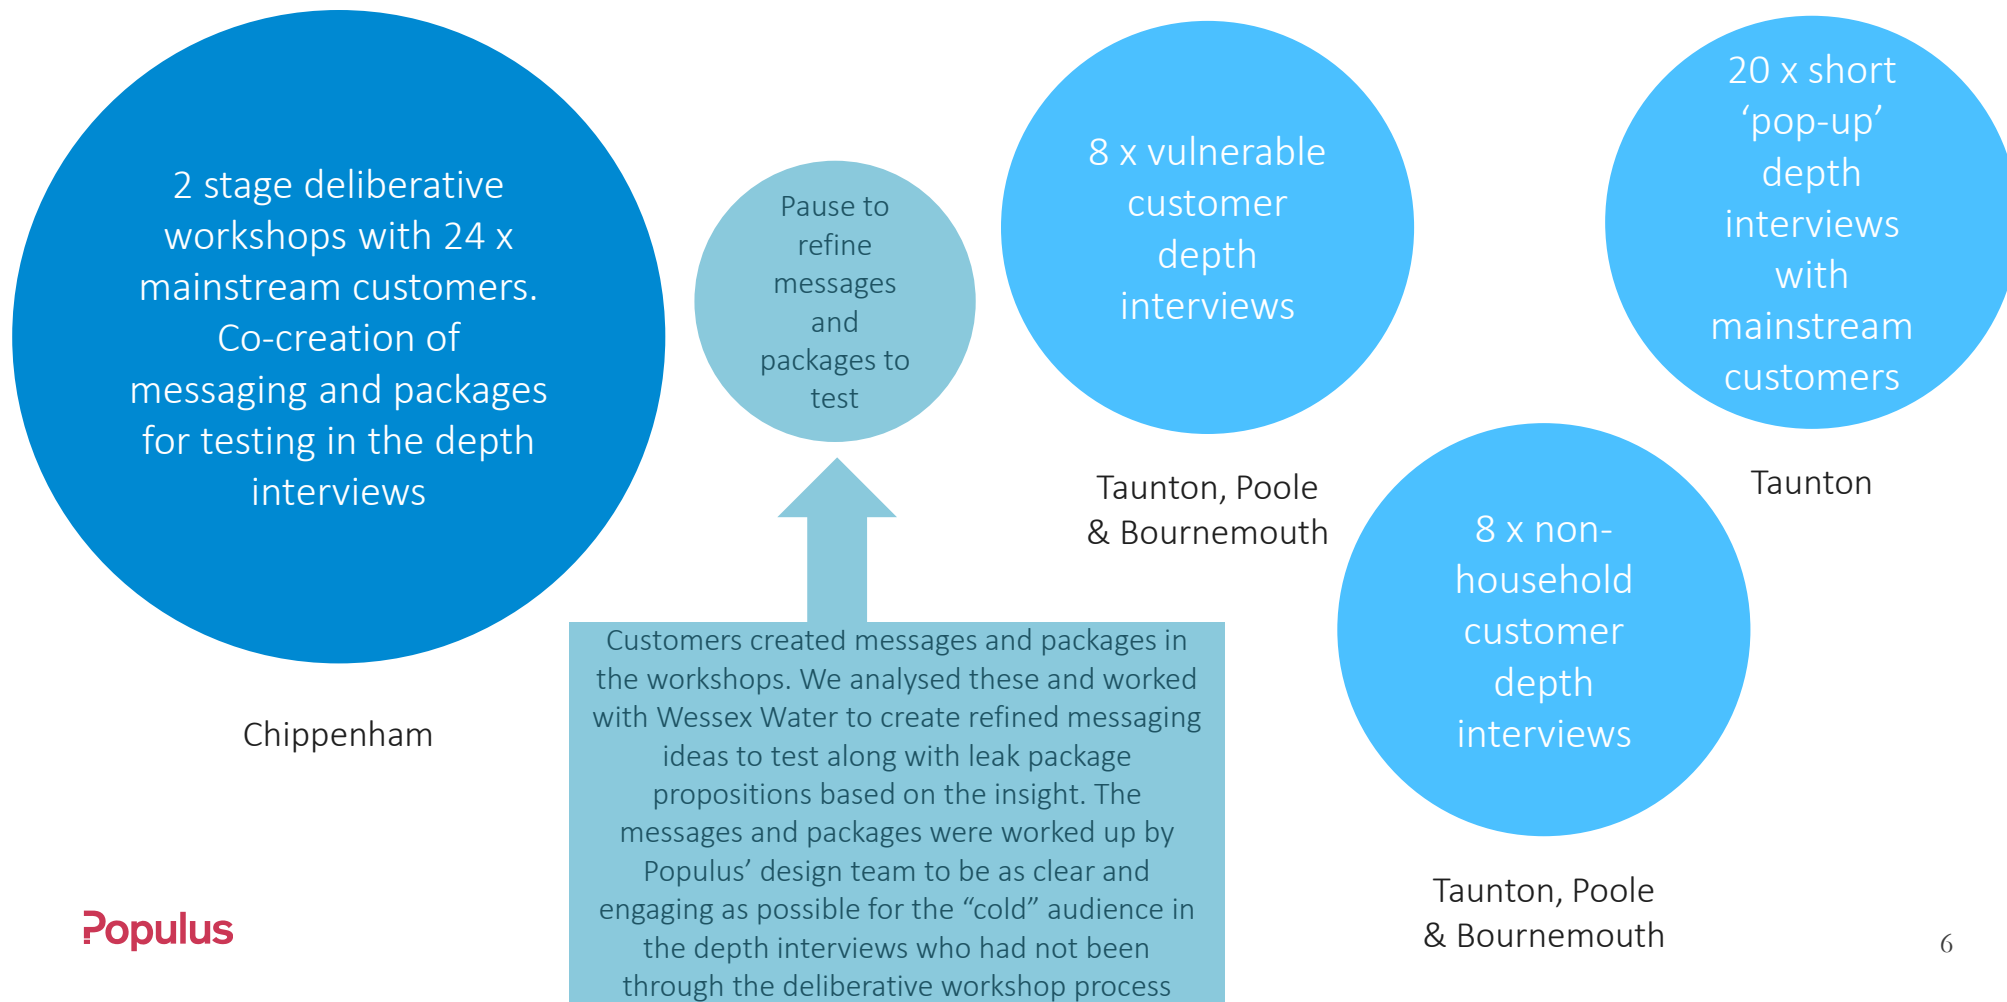 2 stage deliberative
workshops with 24 x
mainstream customers.
Co-creation of
messaging and packages
for testing in the depth
interviews
Chippenham
Pause to
refine
messages
and
packages to
test
Customers created messages and packages in
the workshops. We analysed these and worked
with Wessex Water to create refined messaging
ideas to test along with leak package
propositions based on the insight. The
messages and packages were worked up by
Populus’ design team to be as clear and
engaging as possible for the “cold” audience in
the depth interviews who had not been
through the deliberative workshop process
8 x vulnerable
customer
depth
interviews
Taunton, Poole
& Bournemouth
8 x non-
household
customer
depth
interviews
Taunton, Poole
& Bournemouth
20 x short
‘pop-up’
depth
interviews
with
mainstream
customers
Taunton
Populus
6